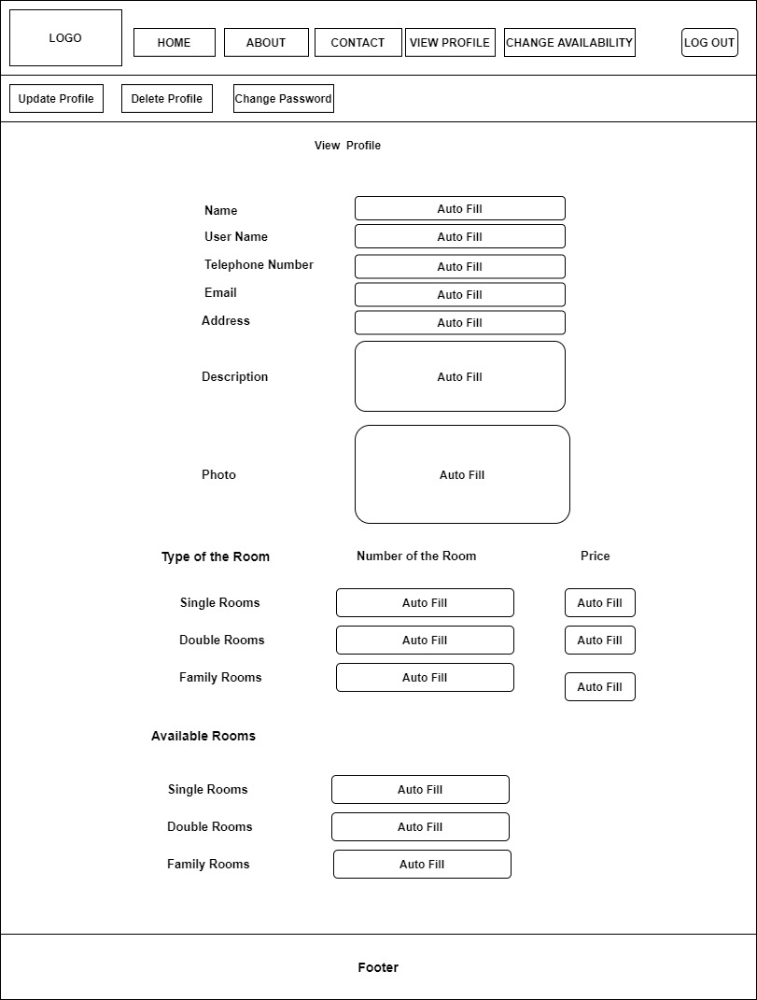 LOGO
HOME
ABOUT
CONTACT
VIEW PROFILE
CHANGE AVAILABILITY
LOG OUT
Update Profile
Delete Profile
Change Password
View Profile
Name
Auto Fill
User Name
Auto Fill
Telephone Number
Auto Fill
Email
Auto Fill
Address
Auto Fill
Description
Auto Fill
Photo
Auto Fill
Type of the Room
Number of the Room
Price
Single Rooms
Auto Fill
Auto Fill
Double Rooms
Auto Fill
Auto Fill
Family Rooms
Auto Fill
Auto Fill
Available Rooms
Single Rooms
Auto Fill
Double Rooms
Auto Fill
Family Rooms
Auto Fill
Footer